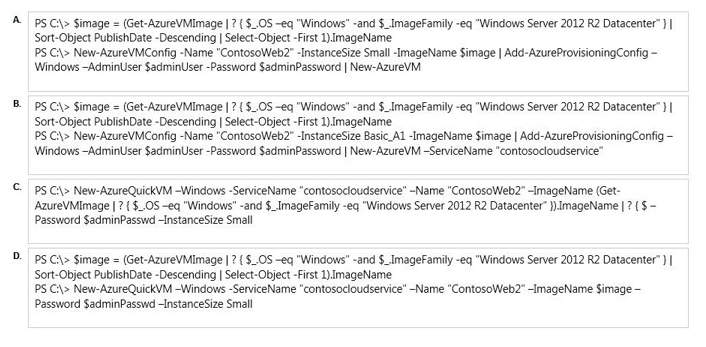 A.
PS C:\> $image = (Get-AzureVMImage | ? { $_.OS –eq "Windows" -and $_.ImageFamily -eq "Windows Server 2012 R2 Datacenter" } |
Sort-Object PublishDate -Descending | Select-Object -First 1).ImageName
PS C:\> New-AzureVMConfig -Name "ContosoWeb2" -InstanceSize Small -ImageName $image | Add-AzureProvisioningConfig –
Windows –AdminUser $adminUser -Password $adminPassword | New-AzureVM
B.
PS C:\> $image = (Get-AzureVMImage | ? { $_.OS –eq "Windows" -and $_.ImageFamily -eq "Windows Server 2012 R2 Datacenter" } |
Sort-Object PublishDate -Descending | Select-Object -First 1).ImageName
PS C:\> New-AzureVMConfig -Name "ContosoWeb2" -InstanceSize Basic_A1 -ImageName $image | Add-AzureProvisioningConfig –
Windows –AdminUser $adminUser -Password $adminPassword | New-AzureVM –ServiceName "contosocloudservice"
C.
PS C:\> New-AzureQuickVM –Windows -ServiceName "contosocloudservice" –Name "ContosoWeb2" –ImageName (Get-
AzureVMImage | ? { $_.OS –eq "Windows" -and $_.ImageFamily -eq "Windows Server 2012 R2 Datacenter" }).ImageName | ? { $ –
Password $adminPasswd –InstanceSize Small
D.
PS C:\> $image = (Get-AzureVMImage | ? { $_.OS –eq "Windows" -and $_.ImageFamily -eq "Windows Server 2012 R2 Datacenter" } |
Sort-Object PublishDate -Descending | Select-Object -First 1).ImageName
PS C:\> New-AzureQuickVM –Windows -ServiceName "contosocloudservice" –Name "ContosoWeb2" –ImageName $image –
Password $adminPasswd –InstanceSize Small